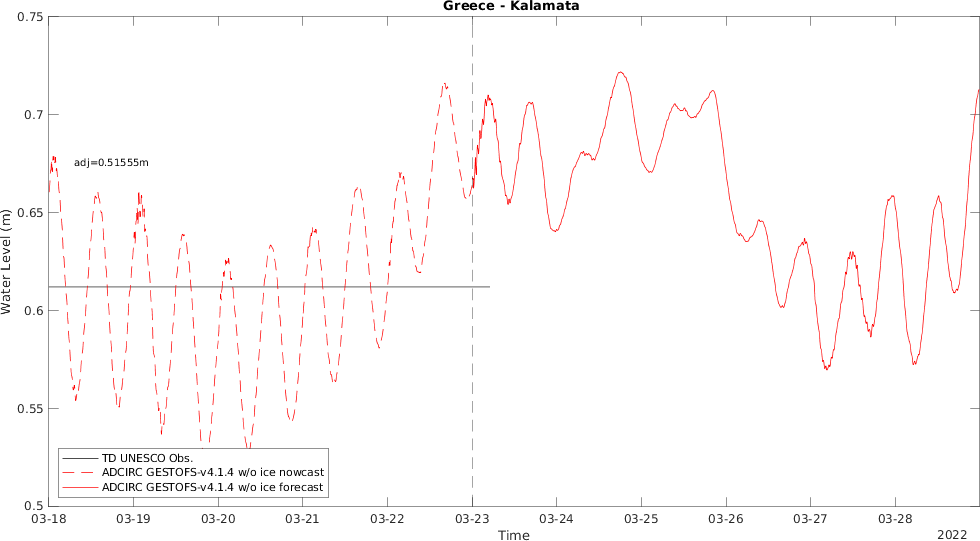 Greece - Kalamata
0.75
0.7
0.65
0.6
0.55
0.5
Water Level (m)
adj=0.51555m
TD UNESCO Obs.
ADCIRC GESTOFS-v4.1.4 w/o ice nowcast
ADCIRC GESTOFS-v4.1.4 w/o ice forecast
03-18 03-19 03-20 03-21 03-22 03-23 03-24 03-25 03-26 03-27 03-28
Time
2022